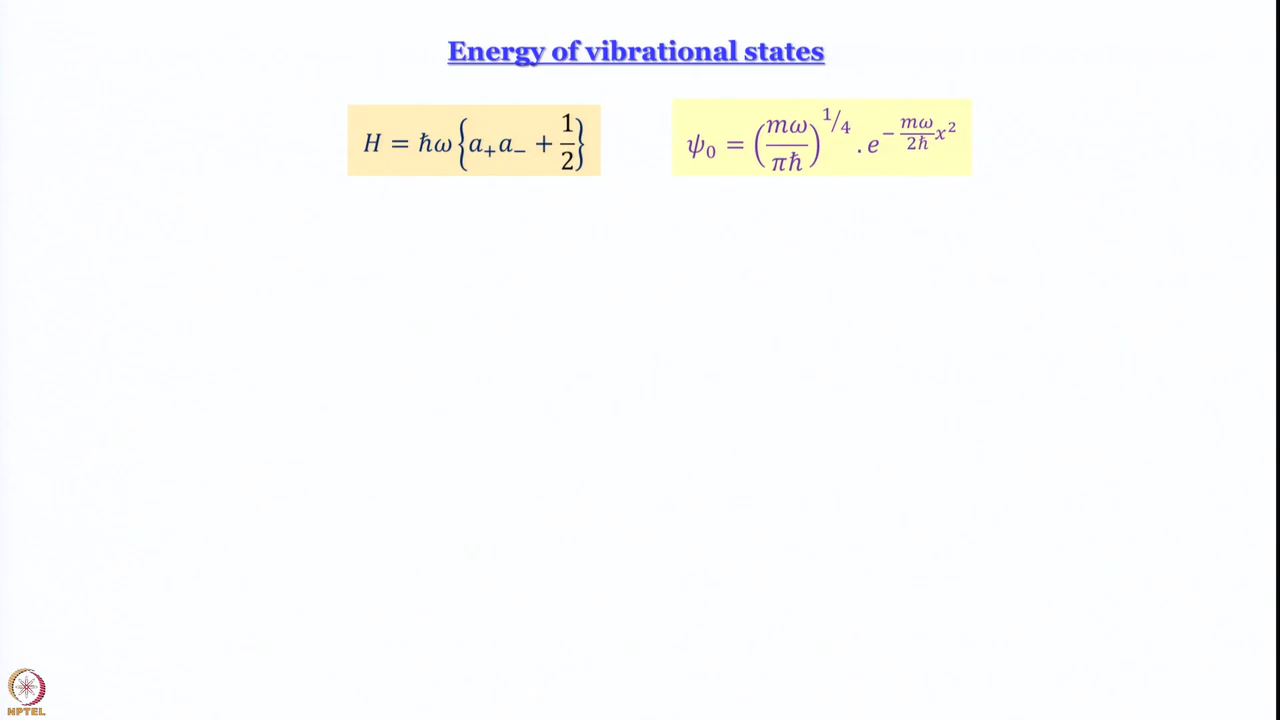 Energy of vibrational states
H = ħω{a₊a₋ + 1/2}
ψ₀ = (mω/πħ)^1/4 . e^−(mω/2ħ)x²
NPTEL